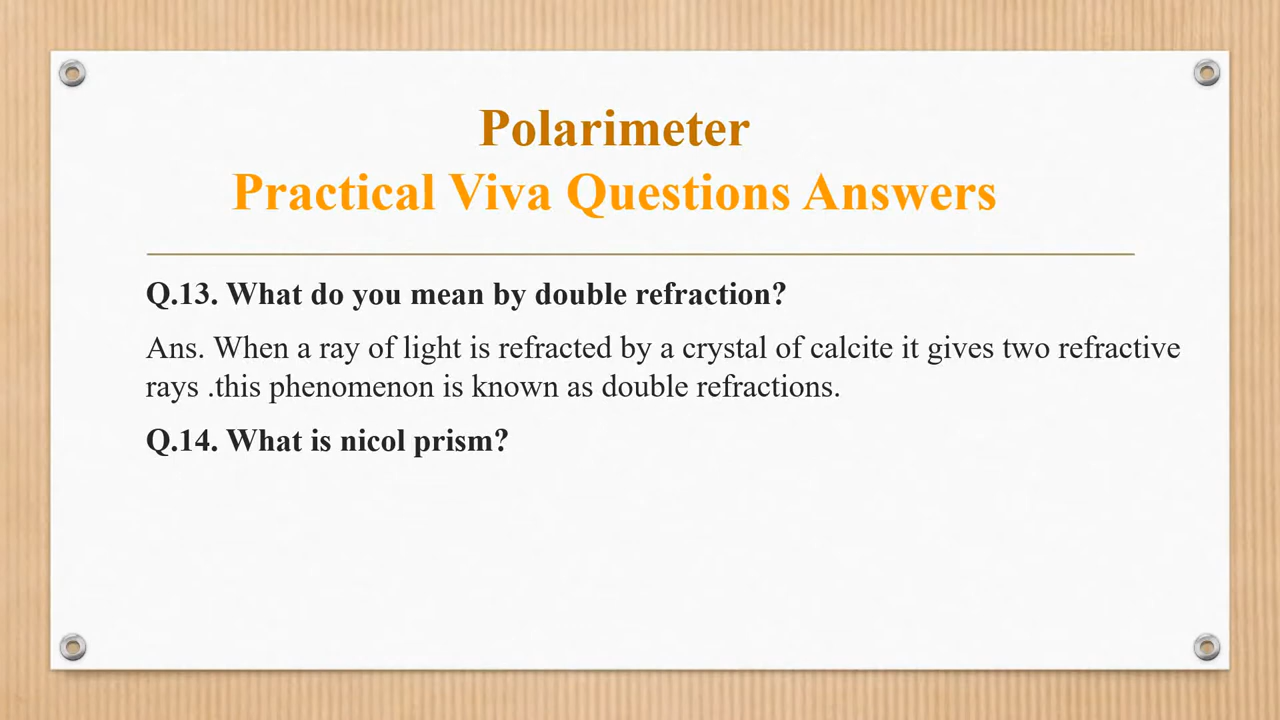 Polarimeter
Practical Viva Questions Answers
Q.13. What do you mean by double refraction?
Ans. When a ray of light is refracted by a crystal of calcite it gives two refractive
rays .this phenomenon is known as double refractions.
Q.14. What is nicol prism?